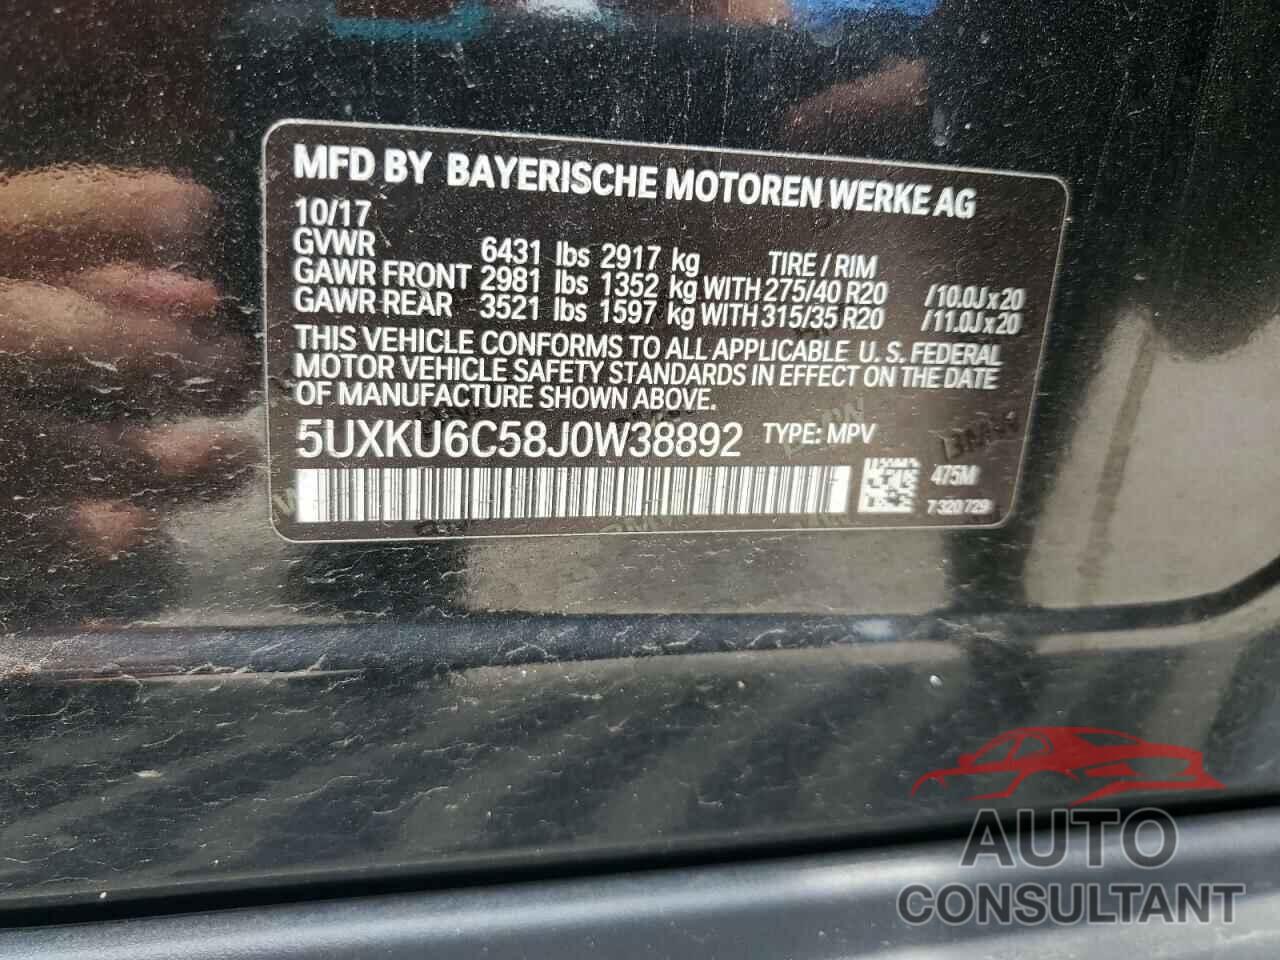 MFD BY BAYERISCHE MOTOREN WERKE AG
10/17
GVWR 6431 lbs 2917 kg TIRE / RIM
GAWR FRONT 2981 lbs 1352 kg WITH 275/40 R20 /10.0J x 20
GAWR REAR 3521 lbs 1597 kg WITH 315/35 R20 /11.0J x 20
THIS VEHICLE CONFORMS TO ALL APPLICABLE U. S. FEDERAL
MOTOR VEHICLE SAFETY STANDARDS IN EFFECT ON THE DATE
OF MANUFACTURE SHOWN ABOVE.
5UXKU6C58J0W38892 TYPE: MPV
475M
7320729
AUTO
CONSULTANT